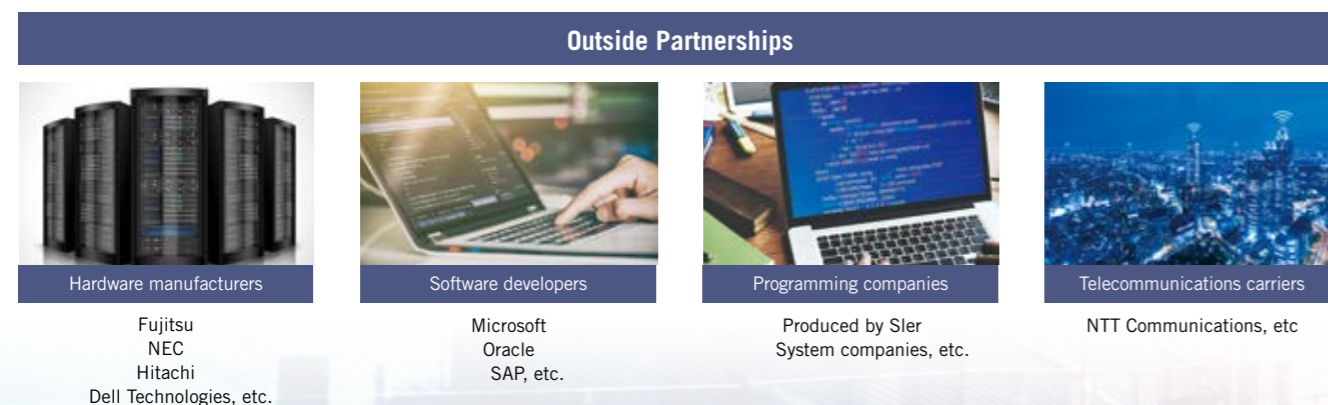 Outside Partnerships
Hardware manufacturers
Fujitsu
NEC
Hitachi
Dell Technologies, etc.
Software developers
Microsoft
Oracle
SAP, etc.
Programming companies
Produced by Sler
System companies, etc.
Telecommunications carriers
NTT Communications, etc